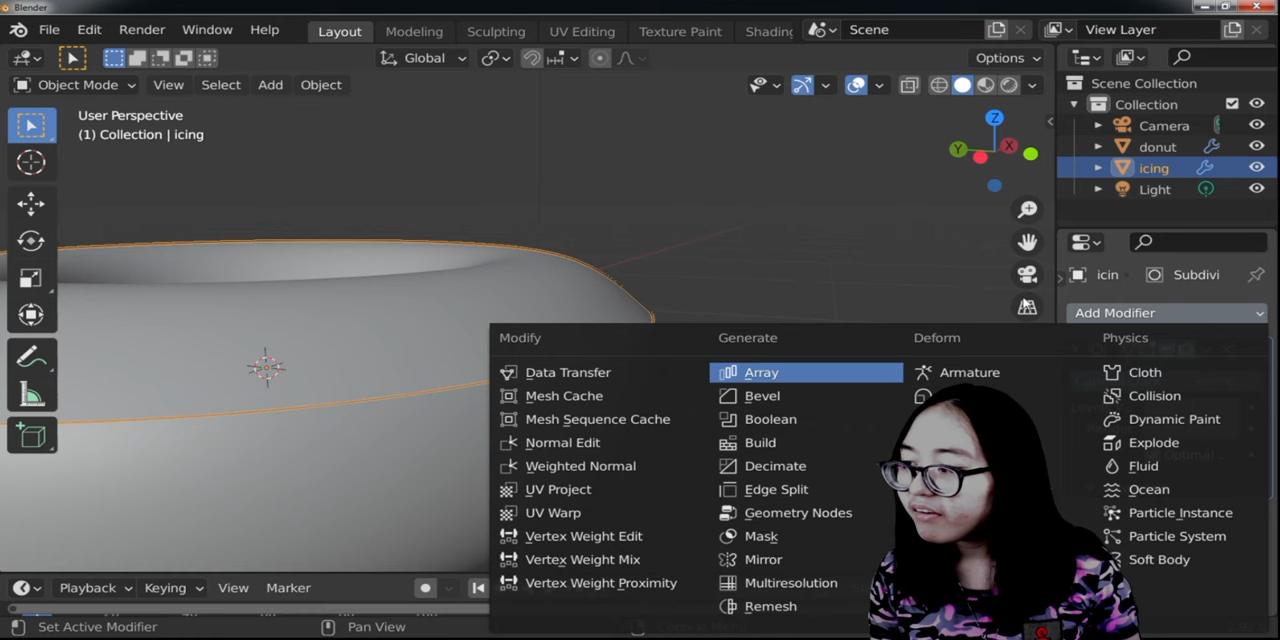 Blender
File Edit Render Window Help Layout Modeling Sculpting UV Editing Texture Paint Shading Scene View Layer
Global Options
Object Mode View Select Add Object
User Perspective
(1) Collection | icing
Z
Y X
Scene Collection
Collection
Camera
donut
icing
Light
icin Subdivi
Add Modifier
Modify Generate Deform Physics
Data Transfer Array Armature Cloth
Mesh Cache Bevel Collision
Mesh Sequence Cache Boolean Dynamic Paint
Normal Edit Build Explode
Weighted Normal Decimate Fluid
UV Project Edge Split Ocean
UV Warp Geometry Nodes Particle Instance
Vertex Weight Edit Mask Particle System
Vertex Weight Mix Mirror Soft Body
Vertex Weight Proximity Multiresolution
Remesh
Playback Keying View Marker
Set Active Modifier Pan View